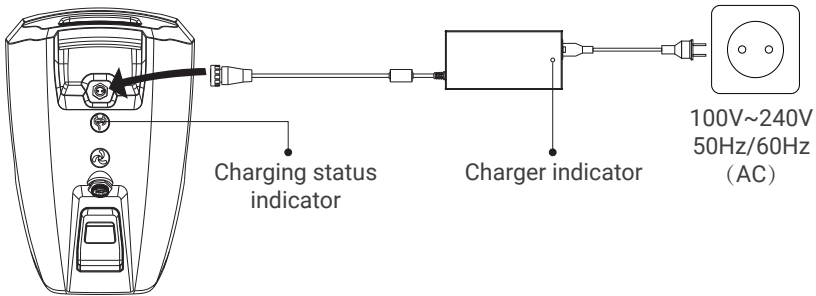 Charging status
indicator
Charger indicator
100V~240V
50Hz/60Hz
（AC）